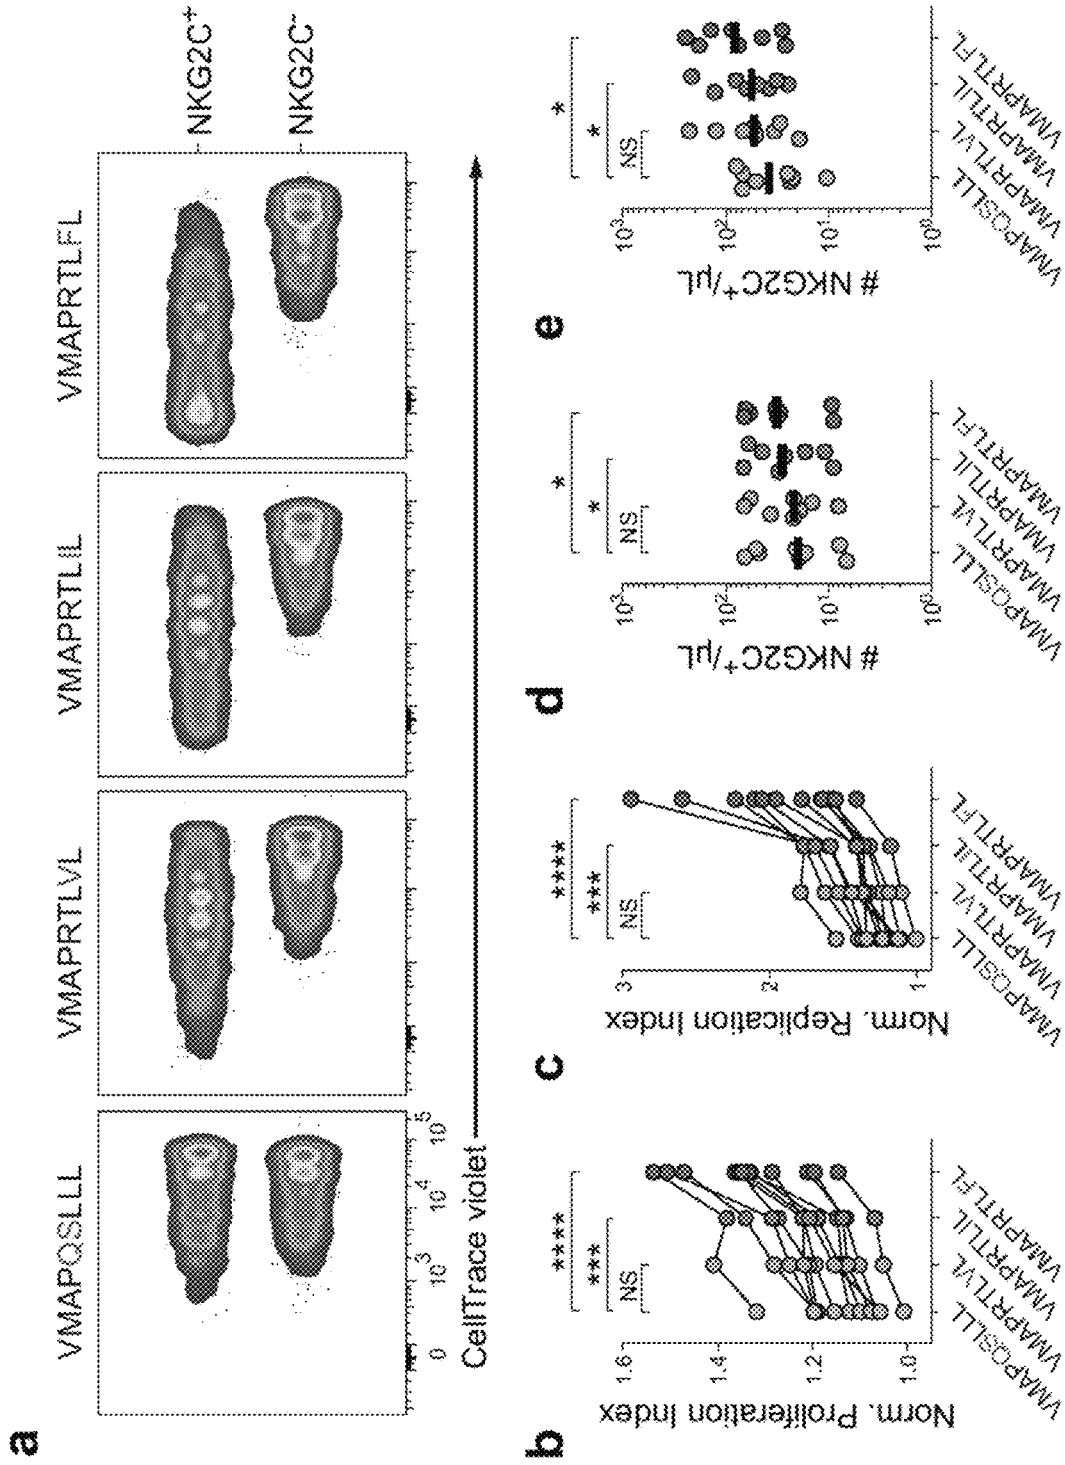 a
VMAPQSLLL
VMAPRTLVL
VMAPRTLIL
VMAPRTLFL
NKG2C⁺
NKG2C⁻
0 10³ 10⁴ 10⁵
CellTrace violet
b
Norm. Proliferation Index
1.6
1.4
1.2
1.0
****
***
NS
VMAPQSLLL
VMAPRTLVL
VMAPRTLIL
VMAPRTLFL
c
Norm. Replication Index
3
2
1
****
***
NS
VMAPQSLLL
VMAPRTLVL
VMAPRTLIL
VMAPRTLFL
d
# NKG2C⁺/µL
10³
10²
10¹
10⁰
*
*
NS
VMAPQSLLL
VMAPRTLVL
VMAPRTLIL
VMAPRTLFL
e
# NKG2C⁺/µL
10³
10²
10¹
10⁰
*
*
NS
VMAPQSLLL
VMAPRTLVL
VMAPRTLIL
VMAPRTLFL